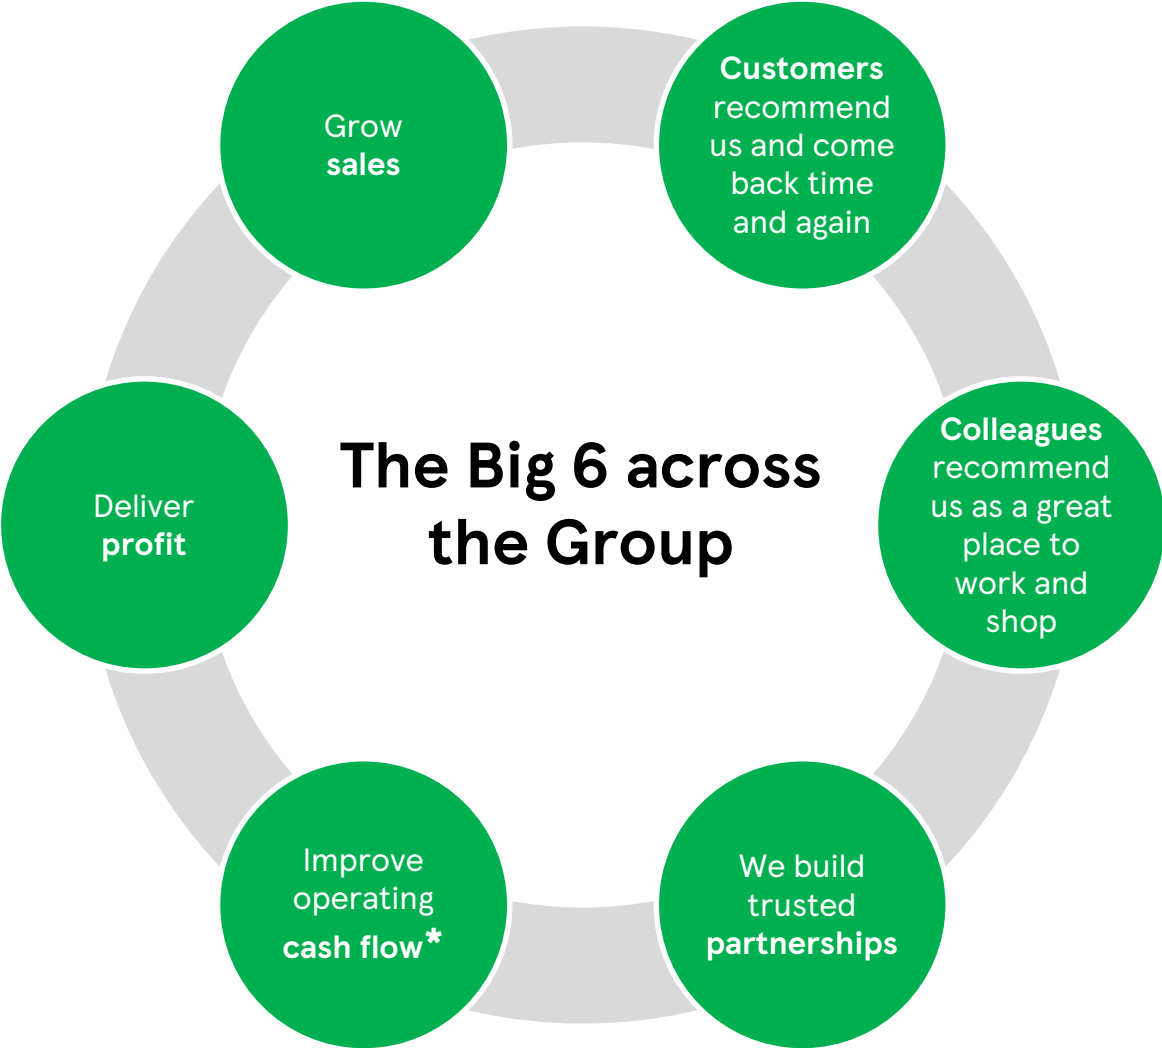 Grow
sales
Customers
recommend
us and come
back time
and again
Deliver
profit
The Big 6 across
the Group
Colleagues
recommend
us as a great
place to
work and
shop
Improve
operating
cash flow*
We build
trusted
partnerships